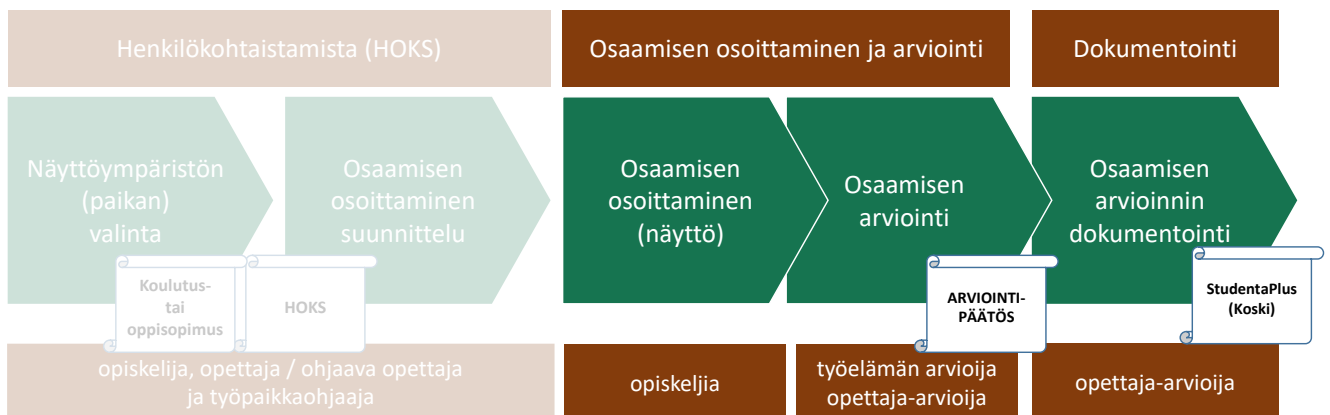 Henkilökohtaistamista (HOKS)
Osaamisen osoittaminen ja arviointi
Dokumentointi
Näyttöympäristön
(paikan)
valinta
Osaamisen
osoittaminen
suunnittelu
Osaamisen
osoittaminen
(näyttö)
Osaamisen
arviointi
Osaamisen
arvioinnin
dokumentointi
Koulutus-
tai
oppisopimus
HOKS
ARVIOINTI-
PÄÄTÖS
StudentaPlus
(Koski)
opiskelija, opettaja / ohjaava opettaja
ja työpaikkaohjaaja
opiskeljia
työelämän arvioija
opettaja-arvioija
opettaja-arvioija